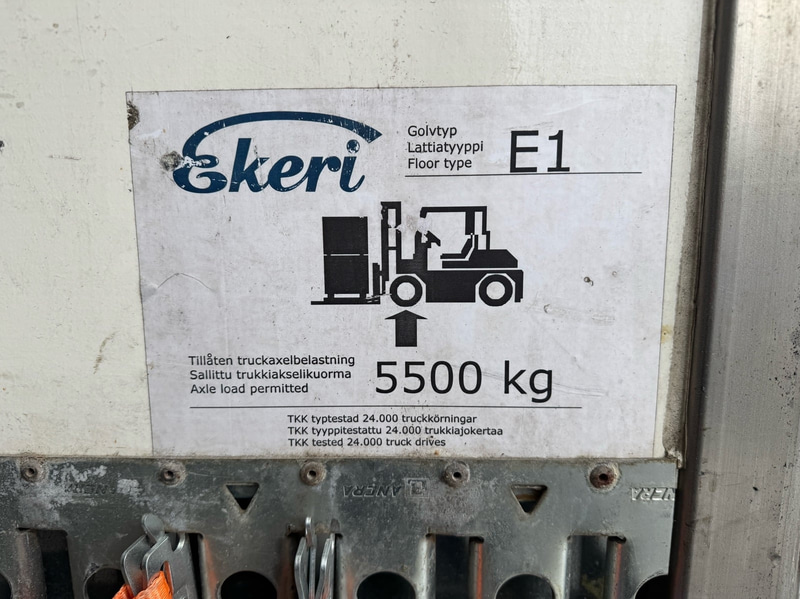 Ekeri
Golvtyp
Lattiatyyppi
Floor type
E1
Tillåten truckaxelbelastning
Sallittu trukkiakselikuorma
Axle load permitted
5500 kg
TKK typtestad 24.000 truckkörningar
TKK tyyppitestattu 24.000 trukkiajokertaa
TKK tested 24.000 truck drives
ANCRA